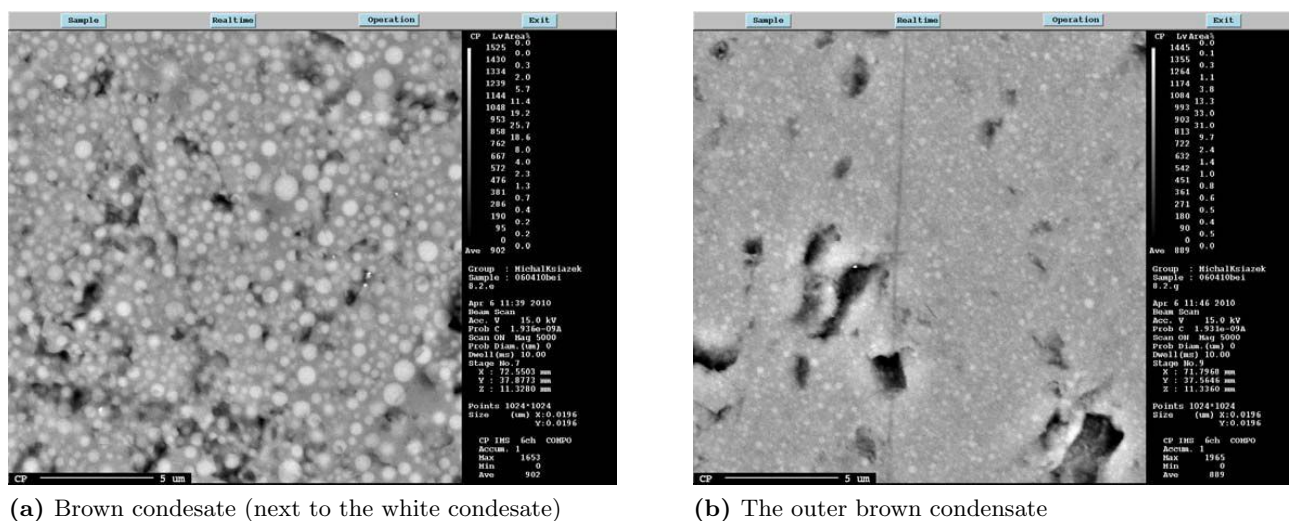 Sample Realtime Operation Exit
CP Lv Area%
1525 0.0
1430 0.0
1334 0.3
1239 2.0
1144 5.7
1048 11.4
953 19.2
858 25.7
762 18.6
667 8.0
572 4.0
476 2.3
381 1.3
286 0.7
190 0.4
95 0.2
0 0.2
Ave 902 0.0
Group : MichalKsiazek
Sample : 060410bei
8.2.e
Apr 6 11:39 2010
Beam Scan
Acc. V 15.0 kV
Prob C 1.936e-09A
Scan ON Mag 5000
Prob Diam.(um) 0
Dwell(ms) 10.00
Stage No.7
X : 72.5503 mm
Y : 37.8773 mm
Z : 11.3280 mm
Points 1024*1024
Size (um) X:0.0196
Y:0.0196
CP IMS 6ch COMPO
Accum. 1
Max 1653
Min 0
Ave 902
CP 5 um
(a) Brown condesate (next to the white condesate)
Sample Realtime Operation Exit
CP Lv Area%
1445 0.0
1355 0.1
1264 0.3
1174 1.1
1084 3.8
993 13.3
903 33.0
813 31.0
722 9.7
632 2.4
542 1.4
451 1.0
361 0.8
271 0.6
180 0.5
90 0.4
0 0.5
Ave 889 0.0
Group : MichalKsiazek
Sample : 060410bei
8.2.g
Apr 6 11:46 2010
Beam Scan
Acc. V 15.0 kV
Prob C 1.931e-09A
Scan ON Mag 5000
Prob Diam.(um) 0
Dwell(ms) 10.00
Stage No.9
X : 71.7968 mm
Y : 37.5646 mm
Z : 11.3360 mm
Points 1024*1024
Size (um) X:0.0196
Y:0.0196
CP IMS 6ch COMPO
Accum. 1
Max 1965
Min 0
Ave 889
CP 5 um
(b) The outer brown condensate